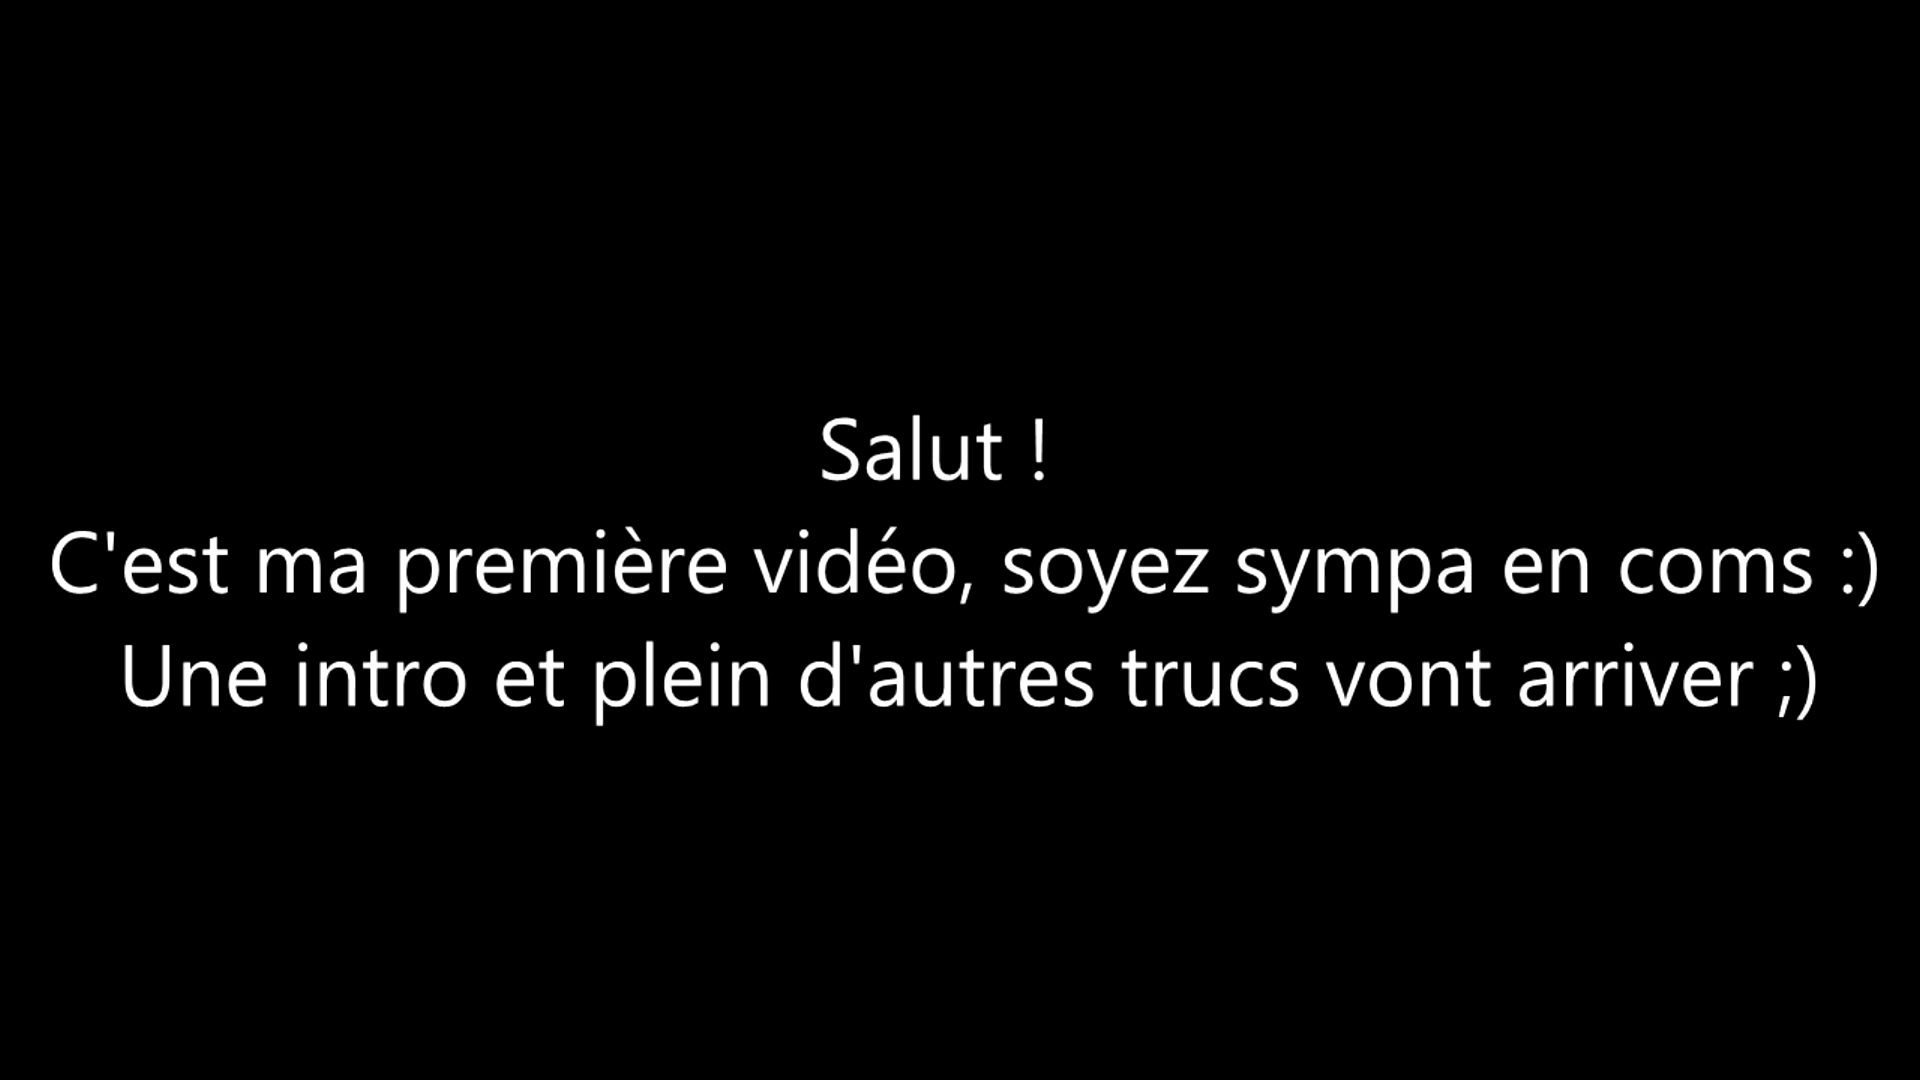 Salut !
C'est ma première vidéo, soyez sympa en coms :)
Une intro et plein d'autres trucs vont arriver ;)